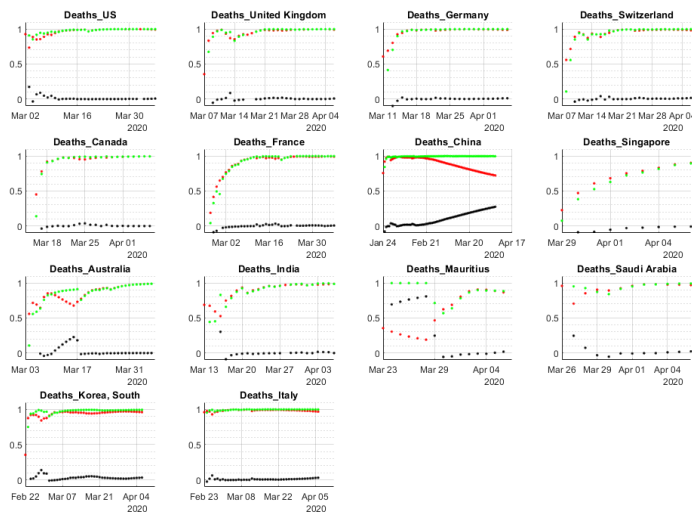 Deaths_US
Deaths_United Kingdom
Deaths_Germany
Deaths_Switzerland
1
0.5
0
1
0.5
0
1
0.5
0
1
0.5
0
Mar 02 Mar 16 Mar 30
Mar 07 Mar 14 Mar 21 Mar 28 Apr 04
Mar 11 Mar 18 Mar 25 Apr 01
Mar 07 Mar 14 Mar 21 Mar 28 Apr 04
2020
2020
2020
2020
Deaths_Canada
Deaths_France
Deaths_China
Deaths_Singapore
1
0.5
0
1
0.5
0
1
0.5
0
1
0.5
0
Mar 18 Mar 25 Apr 01
Mar 02 Mar 16 Mar 30
Jan 24 Feb 21 Mar 20 Apr 17
Mar 29 Apr 01 Apr 04
2020
2020
2020
2020
Deaths_Australia
Deaths_India
Deaths_Mauritius
Deaths_Saudi Arabia
1
0.5
0
1
0.5
0
1
0.5
0
1
0.5
0
Mar 03 Mar 17 Mar 31
Mar 13 Mar 20 Mar 27 Apr 03
Mar 23 Mar 29 Apr 04
Mar 26 Mar 29 Apr 01 Apr 04
2020
2020
2020
2020
Deaths_Korea, South
Deaths_Italy
1
0.5
0
1
0.5
0
Feb 22 Mar 07 Mar 21 Apr 04
Feb 23 Mar 08 Mar 22 Apr 05
2020
2020